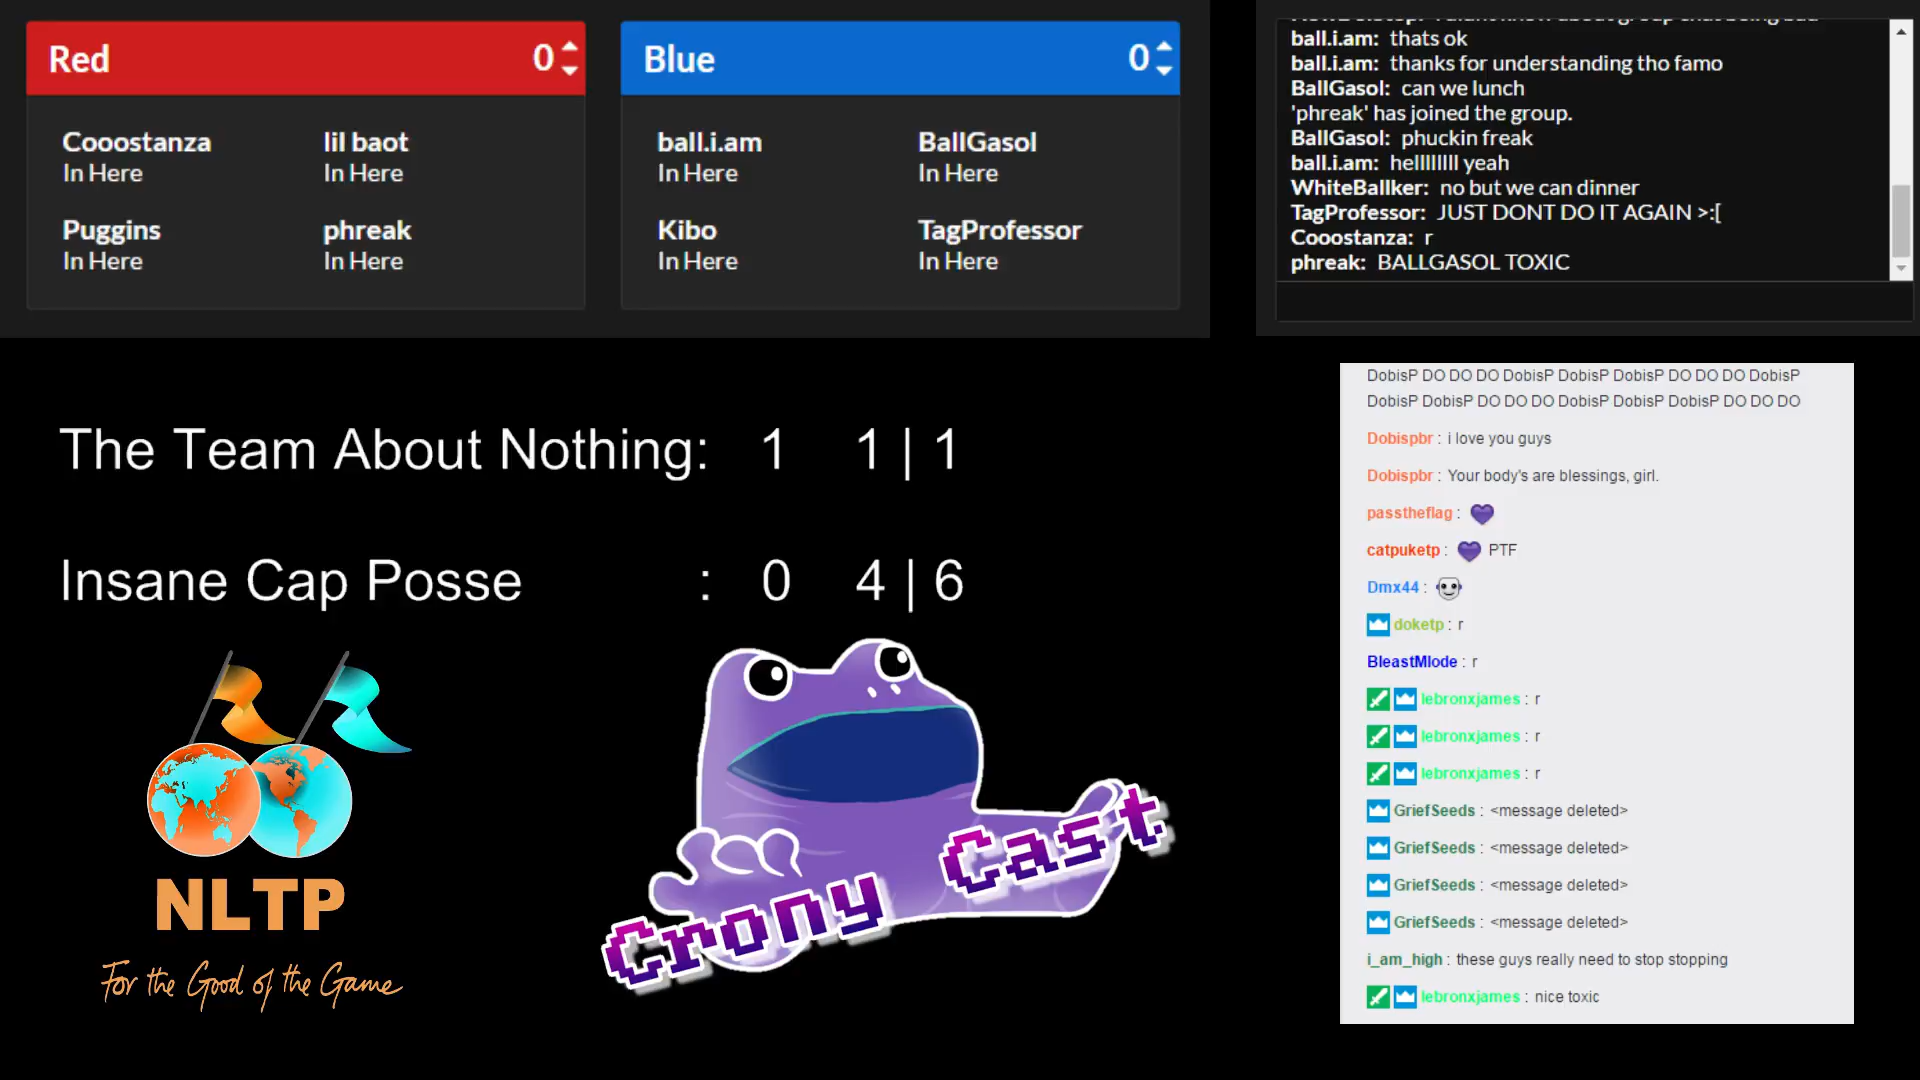 Red 0
Cooostanza lil baot
In Here In Here
Puggins phreak
In Here In Here
Blue 0
ball.i.am BallGasol
In Here In Here
Kibo TagProfessor
In Here In Here
ball.i.am: thats ok
ball.i.am: thanks for understanding tho famo
BallGasol: can we lunch
'phreak' has joined the group.
BallGasol: phuckin freak
ball.i.am: hellllllll yeah
WhiteBallker: no but we can dinner
TagProfessor: JUST DONT DO IT AGAIN >:[
Cooostanza: r
phreak: BALLGASOL TOXIC
The Team About Nothing: 1 1 | 1
Insane Cap Posse : 0 4 | 6
NLTP
For the Good of the Game
Crony Cast
DobisP DO DO DO DobisP DobisP DobisP DO DO DO DobisP
DobisP DobisP DO DO DO DobisP DobisP DobisP DO DO DO
Dobispbr : i love you guys
Dobispbr : Your body's are blessings, girl.
passtheflag :
catpuketp : PTF
Dmx44 :
doketp : r
BleastMlode : r
lebronxjames : r
lebronxjames : r
lebronxjames : r
GriefSeeds : <message deleted>
GriefSeeds : <message deleted>
GriefSeeds : <message deleted>
GriefSeeds : <message deleted>
i_am_high : these guys really need to stop stopping
lebronxjames : nice toxic